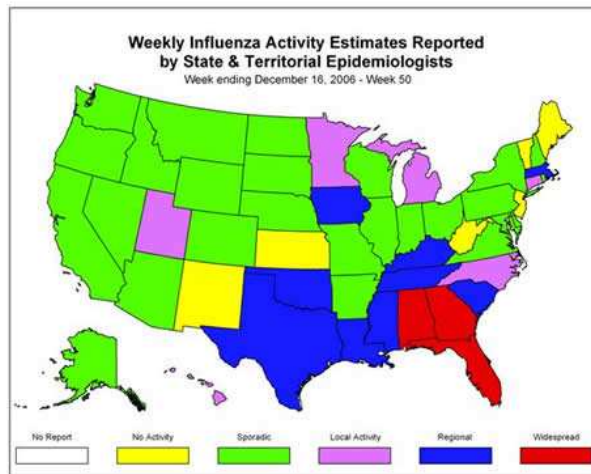 Weekly Influenza Activity Estimates Reported
by State & Territorial Epidemiologists
Week ending December 16, 2006 - Week 50
No Report
No Activity
Sporadic
Local Activity
Regional
Widespread